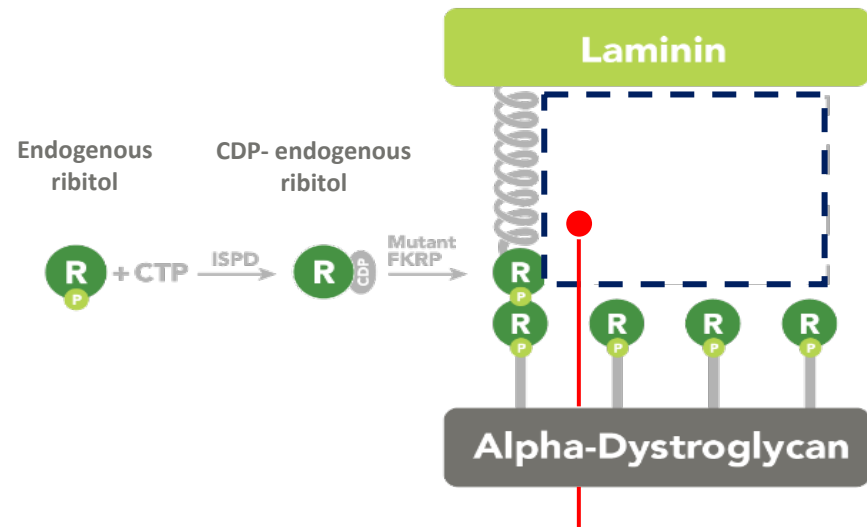 Laminin
Endogenous
ribitol
CDP- endogenous
ribitol
R
P
+ CTP
ISPD
R
CDP
Mutant
FKRP
R
P
R
P
R
P
R
P
R
P
Alpha-Dystroglycan